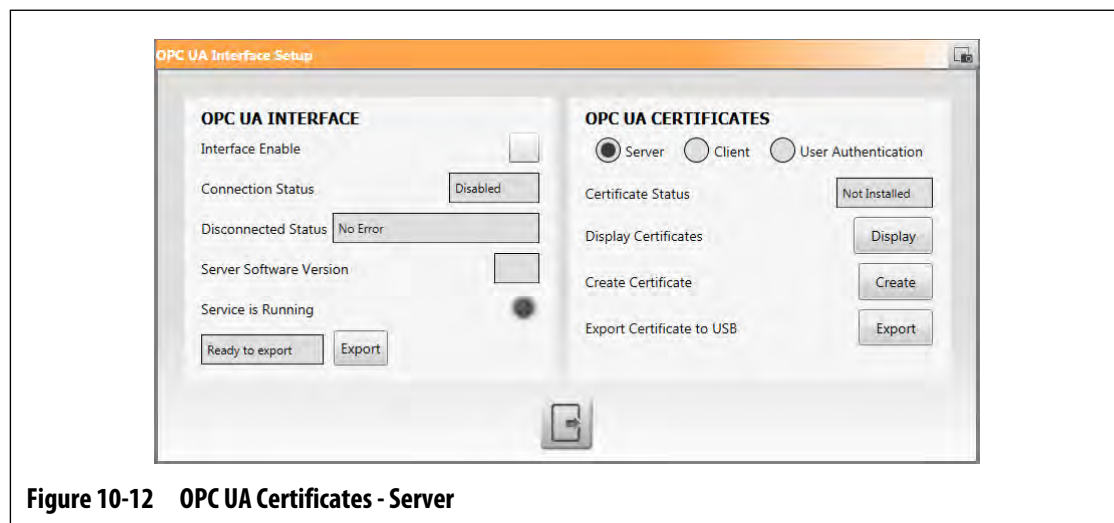 OPC UA Interface Setup
OPC UA INTERFACE
Interface Enable
Connection Status Disabled
Disconnected Status No Error
Server Software Version
Service is Running
Ready to export Export
OPC UA CERTIFICATES
Server Client User Authentication
Certificate Status Not Installed
Display Certificates Display
Create Certificate Create
Export Certificate to USB Export
Figure 10-12 OPC UA Certificates - Server